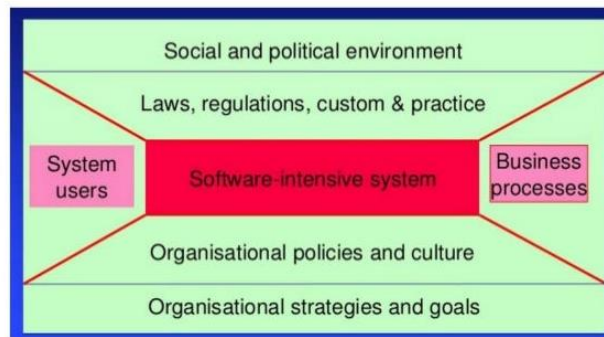 Social and political environment
Laws, regulations, custom & practice
System
users
Software-intensive system
Business
processes
Organisational policies and culture
Organisational strategies and goals